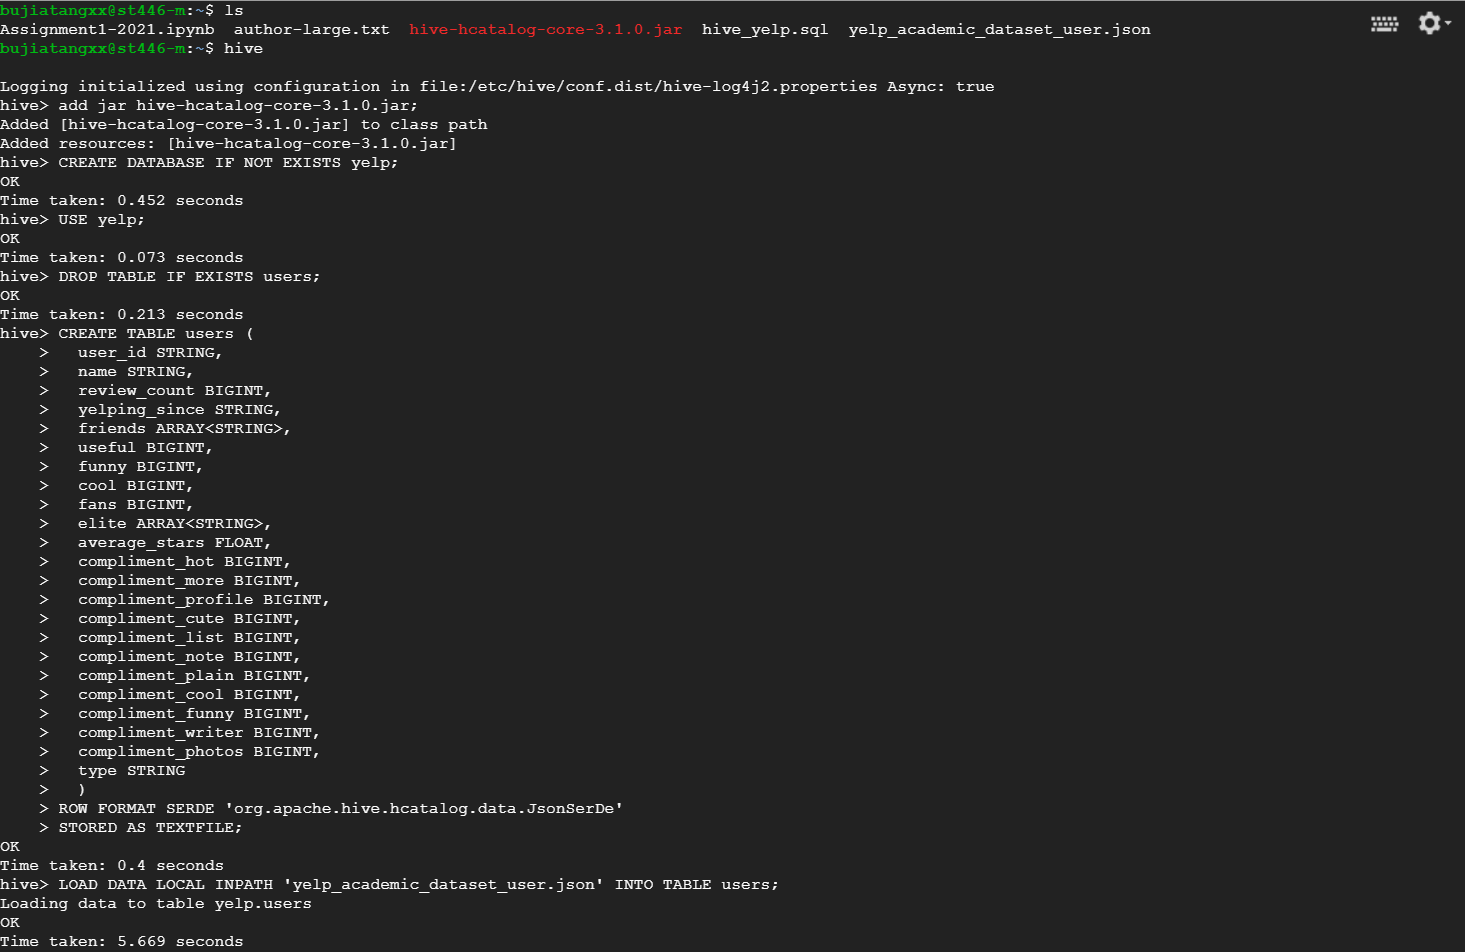 bujiatangxx@st446-m:~$ ls
Assignment1-2021.ipynb  author-large.txt  hive-hcatalog-core-3.1.0.jar  hive_yelp.sql  yelp_academic_dataset_user.json
bujiatangxx@st446-m:~$ hive
Logging initialized using configuration in file:/etc/hive/conf.dist/hive-log4j2.properties Async: true
hive> add jar hive-hcatalog-core-3.1.0.jar;
Added [hive-hcatalog-core-3.1.0.jar] to class path
Added resources: [hive-hcatalog-core-3.1.0.jar]
hive> CREATE DATABASE IF NOT EXISTS yelp;
OK
Time taken: 0.452 seconds
hive> USE yelp;
OK
Time taken: 0.073 seconds
hive> DROP TABLE IF EXISTS users;
OK
Time taken: 0.213 seconds
hive> CREATE TABLE users (
    >   user_id STRING,
    >   name STRING,
    >   review_count BIGINT,
    >   yelping_since STRING,
    >   friends ARRAY<STRING>,
    >   useful BIGINT,
    >   funny BIGINT,
    >   cool BIGINT,
    >   fans BIGINT,
    >   elite ARRAY<STRING>,
    >   average_stars FLOAT,
    >   compliment_hot BIGINT,
    >   compliment_more BIGINT,
    >   compliment_profile BIGINT,
    >   compliment_cute BIGINT,
    >   compliment_list BIGINT,
    >   compliment_note BIGINT,
    >   compliment_plain BIGINT,
    >   compliment_cool BIGINT,
    >   compliment_funny BIGINT,
    >   compliment_writer BIGINT,
    >   compliment_photos BIGINT,
    >   type STRING
    >   )
    > ROW FORMAT SERDE 'org.apache.hive.hcatalog.data.JsonSerDe'
    > STORED AS TEXTFILE;
OK
Time taken: 0.4 seconds
hive> LOAD DATA LOCAL INPATH 'yelp_academic_dataset_user.json' INTO TABLE users;
Loading data to table yelp.users
OK
Time taken: 5.669 seconds